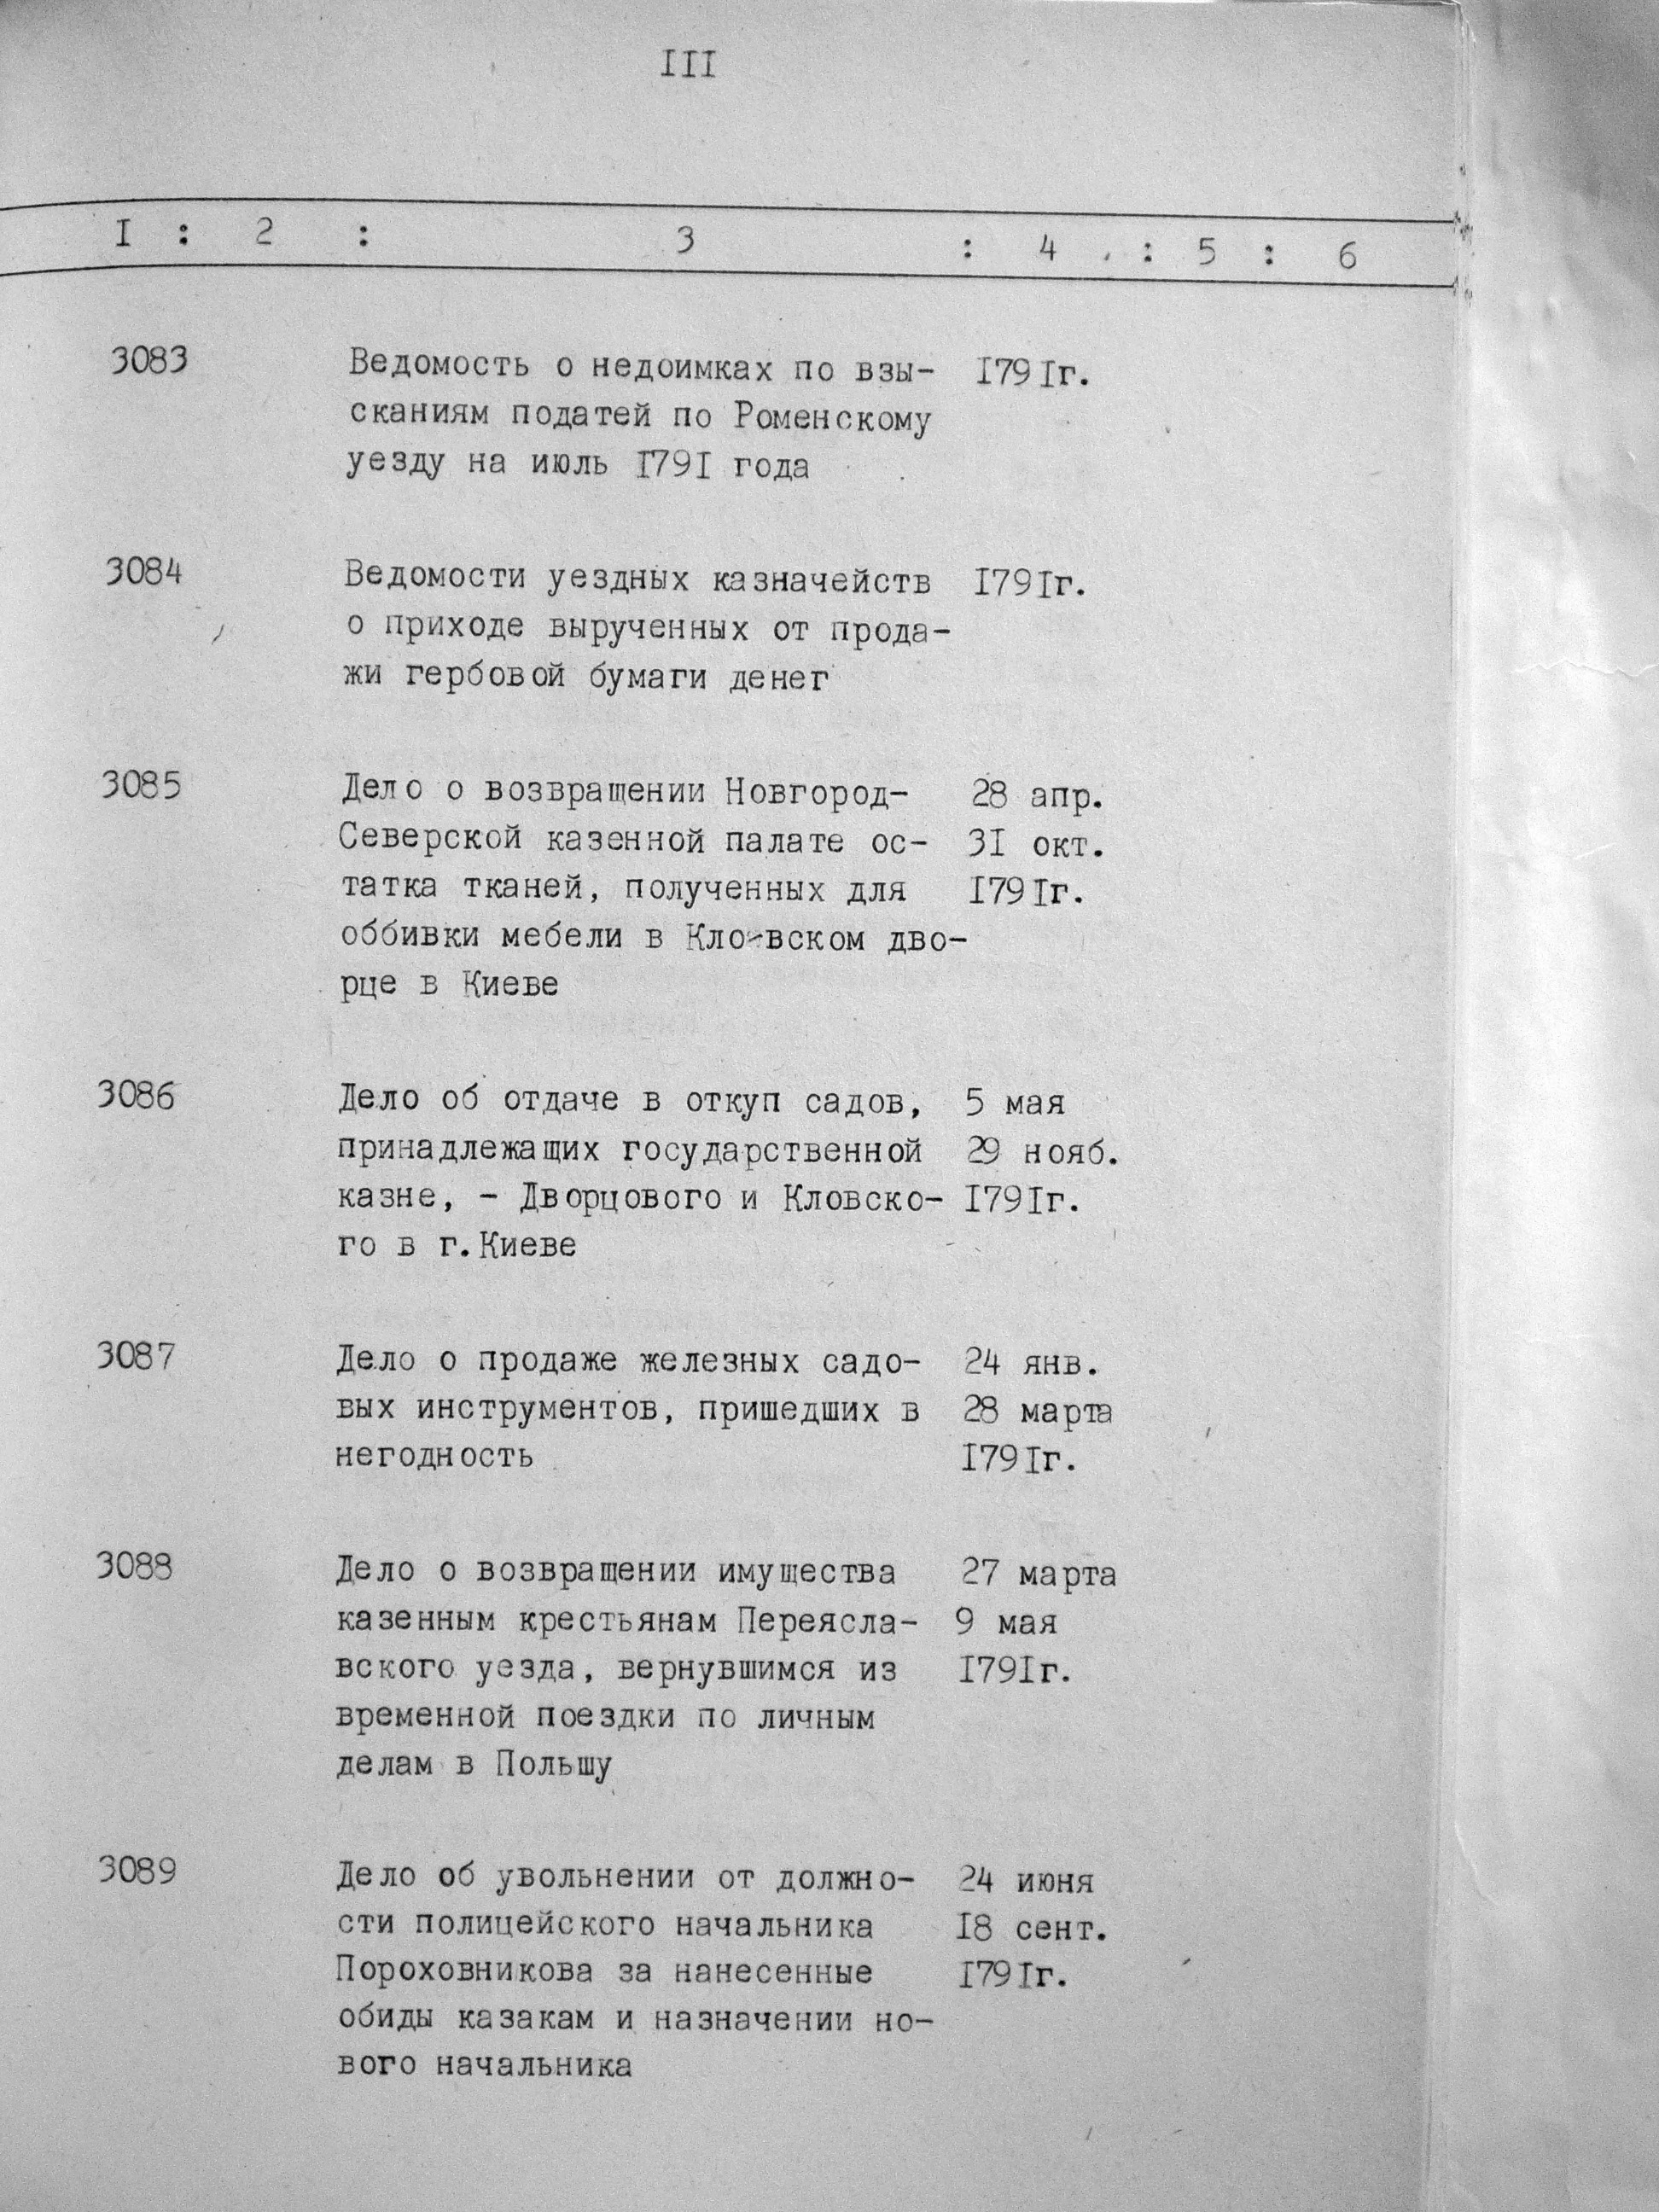 III
I : 2 : 3 : 4 : 5 : 6
3083 Ведомость о недоимках по взы- I79Iг.
сканиям податей по Роменскому
уезду на июль I79I года
3084 Ведомости уездных казначейств I79Iг.
о приходе вырученных от прода-
жи гербовой бумаги денег
3085 Дело о возвращении Новгород- 28 апр.
Северской казенной палате ос- 3I окт.
татка тканей, полученных для I79Iг.
оббивки мебели в Кло-вском дво-
рце в Киеве
3086 Дело об отдаче в откуп садов, 5 мая
принадлежащих государственной 29 нояб.
казне, - Дворцового и Кловско- I79Iг.
го в г.Киеве
3087 Дело о продаже железных садо- 24 янв.
вых инструментов, пришедших в 28 марта
негодность I79Iг.
3088 Дело о возвращении имущества 27 марта
казенным крестьянам Переясла- 9 мая
вского уезда, вернувшимся из I79Iг.
временной поездки по личным
делам в Польшу
3089 Дело об увольнении от должно- 24 июня
сти полицейского начальника I8 сент.
Пороховникова за нанесенные I79Iг.
обиды казакам и назначении но-
вого начальника